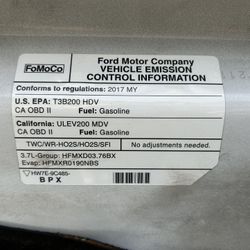 FoMoCo
Ford Motor Company
VEHICLE EMISSION
CONTROL INFORMATION
Conforms to regulations: 2017 MY
U.S. EPA: T3B200 HDV
CA OBD II Fuel: Gasoline
California: ULEV200 MDV
CA OBD II Fuel: Gasoline
TWC/WR-HO2S/HO2S/SFI
No adjustments needed.
3.7L-Group: HFMXD03.76BX
Evap: HFMXR0190NBS
HW7E-9C485-
BPX